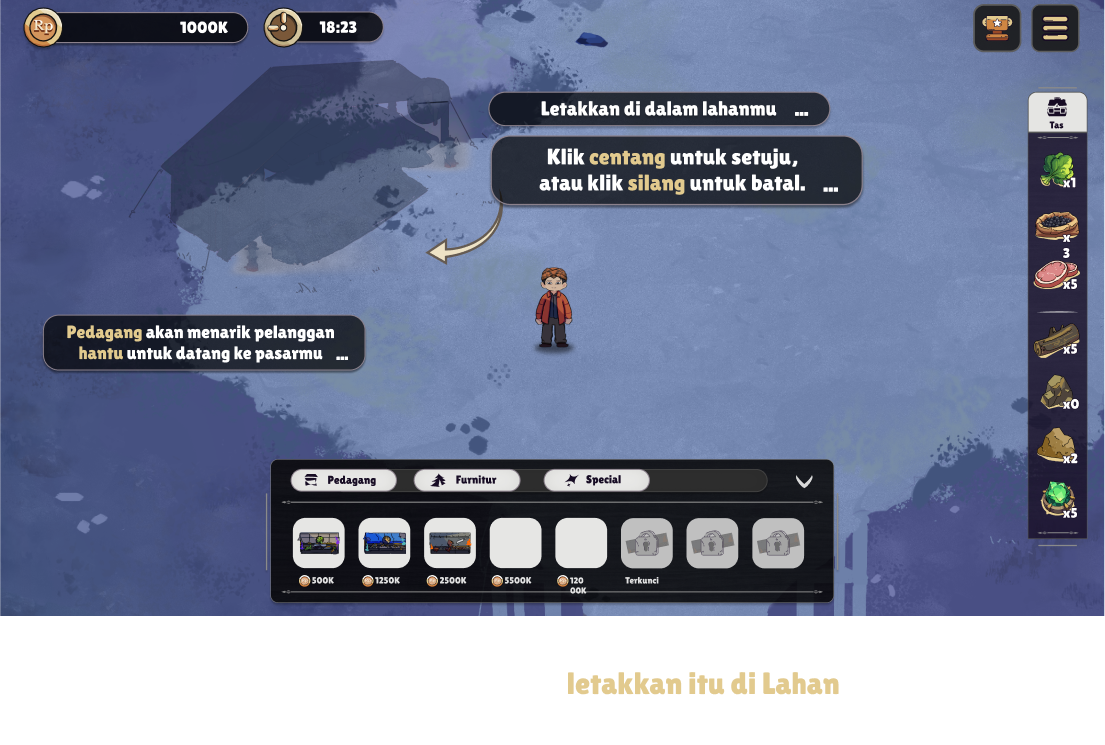 Rp
1000K
18:23
Letakkan di dalam lahanmu ...
Klik centang untuk setuju,
atau klik silang untuk batal. ...
Tas
x1
x
3
x5
x5
x0
x2
x5
Pedagang akan menarik pelanggan
hantu untuk datang ke pasarmu ...
Pedagang
Furnitur
Special
500K
1250K
2500K
5500K
120
00K
Terkunci
letakkan itu di Lahan